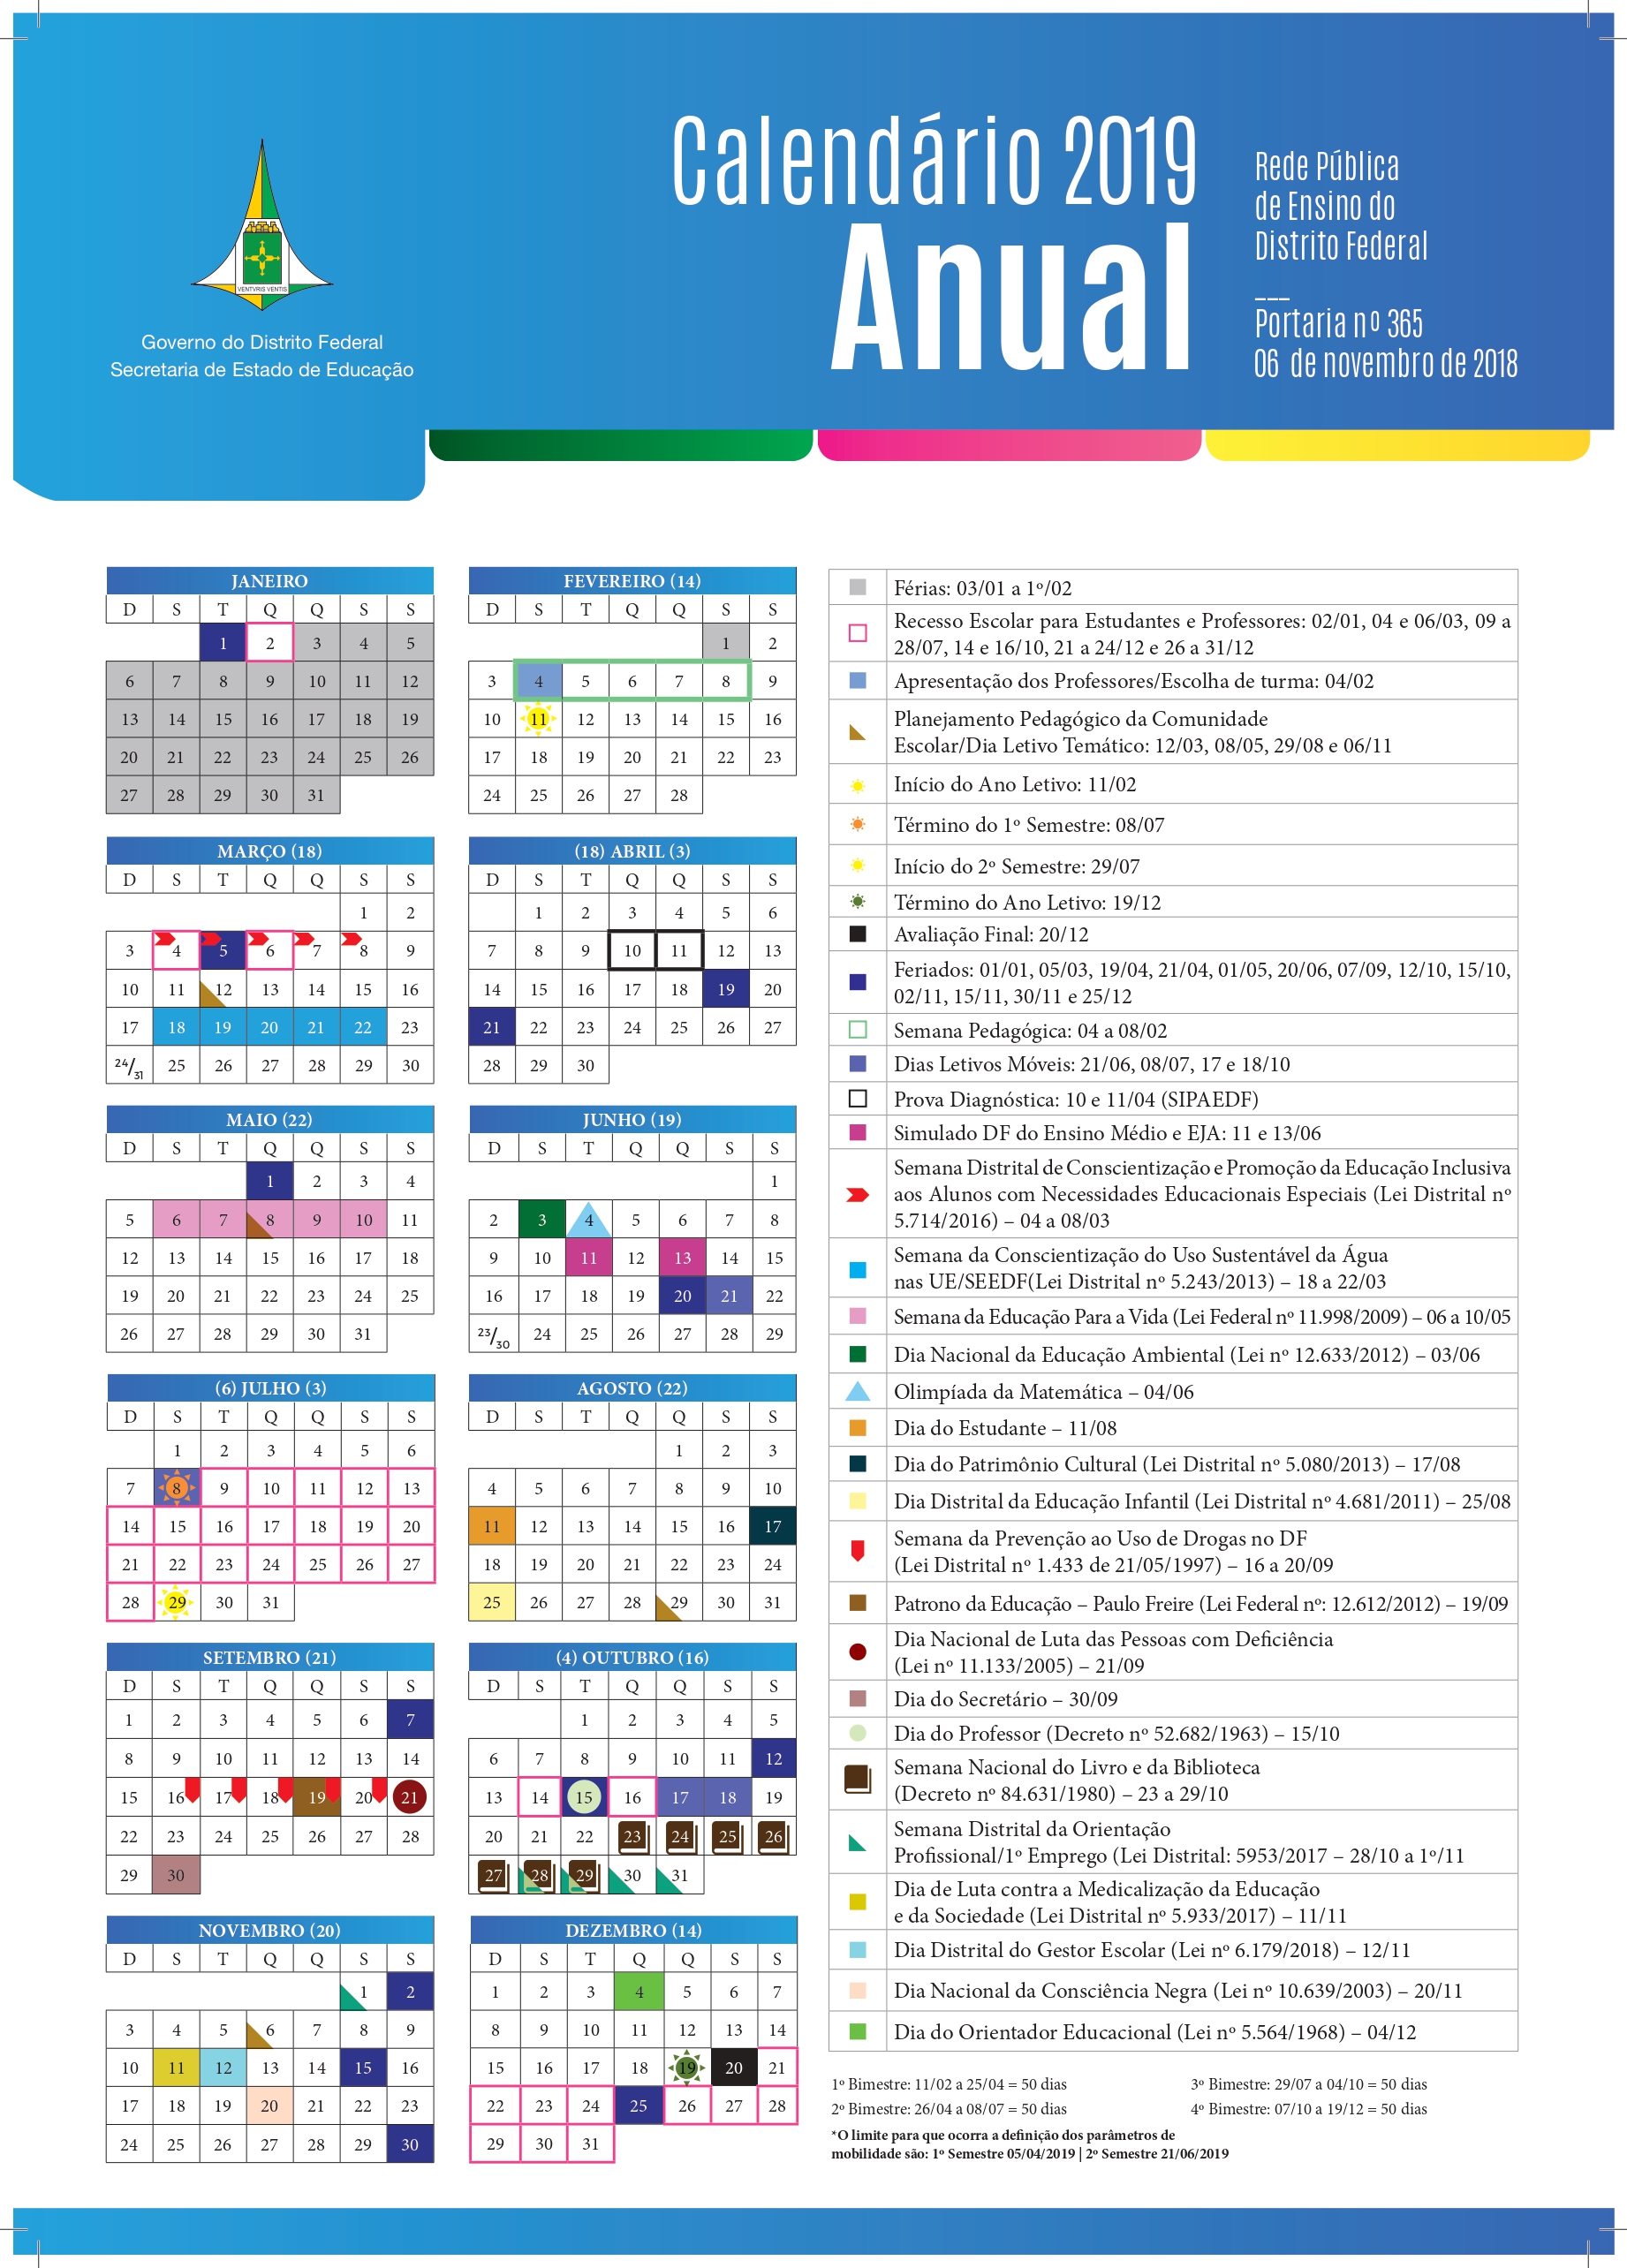 Calendário 2019
Anual
Rede Pública
de Ensino do
Distrito Federal
___
Portaria nº 365
06 de novembro de 2018
VENTVRIS VENTIS
Governo do Distrito Federal
Secretaria de Estado de Educação
JANEIRO
D S T Q Q S S
1 2 3 4 5
6 7 8 9 10 11 12
13 14 15 16 17 18 19
20 21 22 23 24 25 26
27 28 29 30 31
FEVEREIRO (14)
D S T Q Q S S
1 2
3 4 5 6 7 8 9
10 11 12 13 14 15 16
17 18 19 20 21 22 23
24 25 26 27 28
MARÇO (18)
D S T Q Q S S
1 2
3 4 5 6 7 8 9
10 11 12 13 14 15 16
17 18 19 20 21 22 23
24/31 25 26 27 28 29 30
(18) ABRIL (3)
D S T Q Q S S
1 2 3 4 5 6
7 8 9 10 11 12 13
14 15 16 17 18 19 20
21 22 23 24 25 26 27
28 29 30
MAIO (22)
D S T Q Q S S
1 2 3 4
5 6 7 8 9 10 11
12 13 14 15 16 17 18
19 20 21 22 23 24 25
26 27 28 29 30 31
JUNHO (19)
D S T Q Q S S
1
2 3 4 5 6 7 8
9 10 11 12 13 14 15
16 17 18 19 20 21 22
23/30 24 25 26 27 28 29
(6) JULHO (3)
D S T Q Q S S
1 2 3 4 5 6
7 8 9 10 11 12 13
14 15 16 17 18 19 20
21 22 23 24 25 26 27
28 29 30 31
AGOSTO (22)
D S T Q Q S S
1 2 3
4 5 6 7 8 9 10
11 12 13 14 15 16 17
18 19 20 21 22 23 24
25 26 27 28 29 30 31
SETEMBRO (21)
D S T Q Q S S
1 2 3 4 5 6 7
8 9 10 11 12 13 14
15 16 17 18 19 20 21
22 23 24 25 26 27 28
29 30
(4) OUTUBRO (16)
D S T Q Q S S
1 2 3 4 5
6 7 8 9 10 11 12
13 14 15 16 17 18 19
20 21 22 23 24 25 26
27 28 29 30 31
NOVEMBRO (20)
D S T Q Q S S
1 2
3 4 5 6 7 8 9
10 11 12 13 14 15 16
17 18 19 20 21 22 23
24 25 26 27 28 29 30
DEZEMBRO (14)
D S T Q Q S S
1 2 3 4 5 6 7
8 9 10 11 12 13 14
15 16 17 18 19 20 21
22 23 24 25 26 27 28
29 30 31
Férias: 03/01 a 1º/02
Recesso Escolar para Estudantes e Professores: 02/01, 04 e 06/03, 09 a
28/07, 14 e 16/10, 21 a 24/12 e 26 a 31/12
Apresentação dos Professores/Escolha de turma: 04/02
Planejamento Pedagógico da Comunidade
Escolar/Dia Letivo Temático: 12/03, 08/05, 29/08 e 06/11
Início do Ano Letivo: 11/02
Término do 1º Semestre: 08/07
Início do 2º Semestre: 29/07
Término do Ano Letivo: 19/12
Avaliação Final: 20/12
Feriados: 01/01, 05/03, 19/04, 21/04, 01/05, 20/06, 07/09, 12/10, 15/10,
02/11, 15/11, 30/11 e 25/12
Semana Pedagógica: 04 a 08/02
Dias Letivos Móveis: 21/06, 08/07, 17 e 18/10
Prova Diagnóstica: 10 e 11/04 (SIPAEDF)
Simulado DF do Ensino Médio e EJA: 11 e 13/06
Semana Distrital de Conscientização e Promoção da Educação Inclusiva
aos Alunos com Necessidades Educacionais Especiais (Lei Distrital nº
5.714/2016) – 04 a 08/03
Semana da Conscientização do Uso Sustentável da Água
nas UE/SEEDF(Lei Distrital nº 5.243/2013) – 18 a 22/03
Semana da Educação Para a Vida (Lei Federal nº 11.998/2009) – 06 a 10/05
Dia Nacional da Educação Ambiental (Lei nº 12.633/2012) – 03/06
Olimpíada da Matemática – 04/06
Dia do Estudante – 11/08
Dia do Patrimônio Cultural (Lei Distrital nº 5.080/2013) – 17/08
Dia Distrital da Educação Infantil (Lei Distrital nº 4.681/2011) – 25/08
Semana da Prevenção ao Uso de Drogas no DF
(Lei Distrital nº 1.433 de 21/05/1997) – 16 a 20/09
Patrono da Educação – Paulo Freire (Lei Federal nº: 12.612/2012) – 19/09
Dia Nacional de Luta das Pessoas com Deficiência
(Lei nº 11.133/2005) – 21/09
Dia do Secretário – 30/09
Dia do Professor (Decreto nº 52.682/1963) – 15/10
Semana Nacional do Livro e da Biblioteca
(Decreto nº 84.631/1980) – 23 a 29/10
Semana Distrital da Orientação
Profissional/1º Emprego (Lei Distrital: 5953/2017 – 28/10 a 1º/11
Dia de Luta contra a Medicalização da Educação
e da Sociedade (Lei Distrital nº 5.933/2017) – 11/11
Dia Distrital do Gestor Escolar (Lei nº 6.179/2018) – 12/11
Dia Nacional da Consciência Negra (Lei nº 10.639/2003) – 20/11
Dia do Orientador Educacional (Lei nº 5.564/1968) – 04/12
1º Bimestre: 11/02 a 25/04 = 50 dias
2º Bimestre: 26/04 a 08/07 = 50 dias
3º Bimestre: 29/07 a 04/10 = 50 dias
4º Bimestre: 07/10 a 19/12 = 50 dias
*O limite para que ocorra a definição dos parâmetros de
mobilidade são: 1º Semestre 05/04/2019 | 2º Semestre 21/06/2019